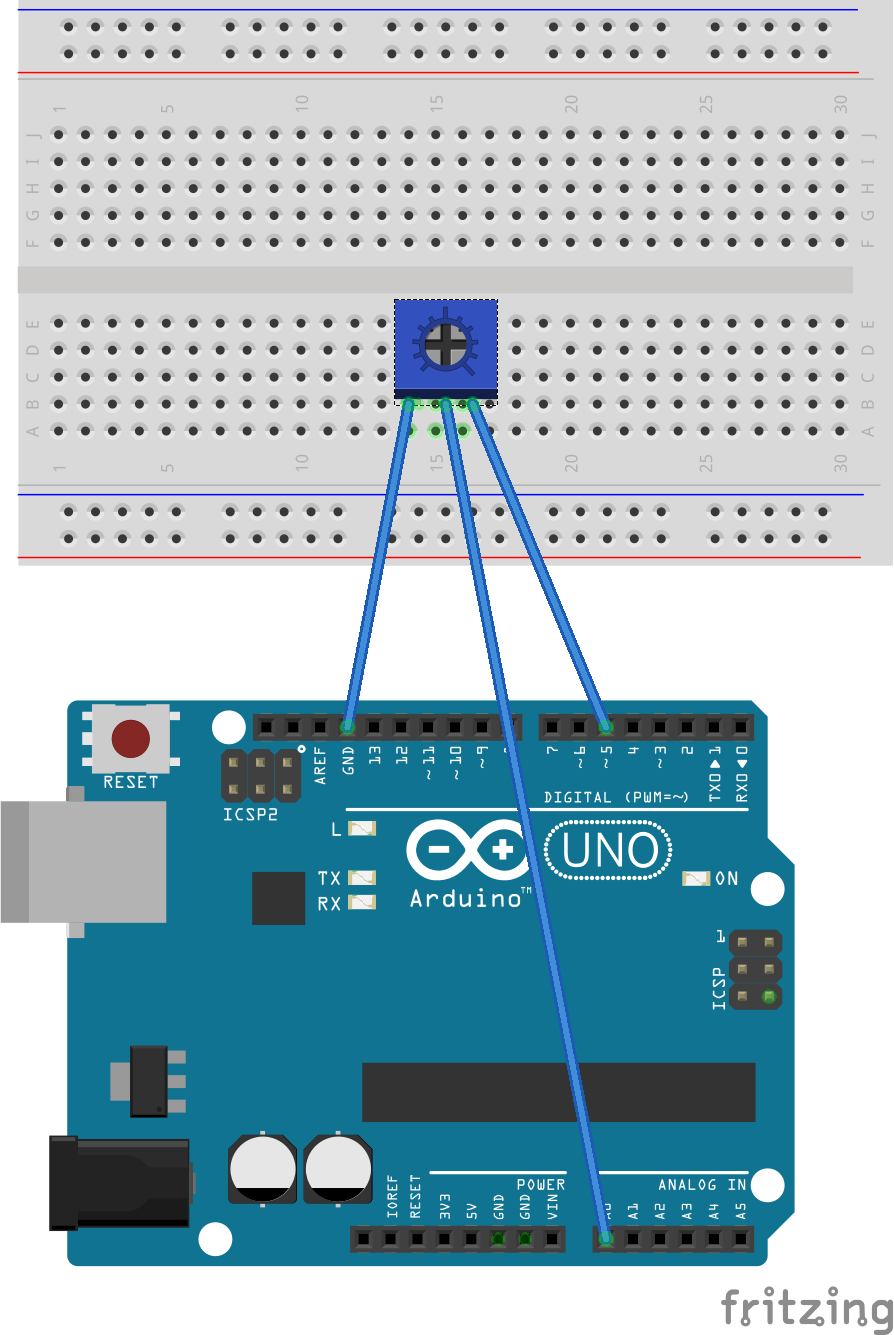 1 5 10 15 20 25 30
J J
I I
H H
G G
F F
E E
D D
C C
B B
A A
1 5 10 15 20 25 30
AREF GND 13 12 ~11 ~10 ~9 7 ~6 ~5 4 ~3 2 TX0▶1 RX0◀0
RESET
ICSP2
DIGITAL (PWM=~)
L
TX
RX
UNO
Arduino™
ON
1
ICSP
IOREF RESET 3V3 5V GND GND VIN
POWER
ANALOG IN
A0 A1 A2 A3 A4 A5
fritzing